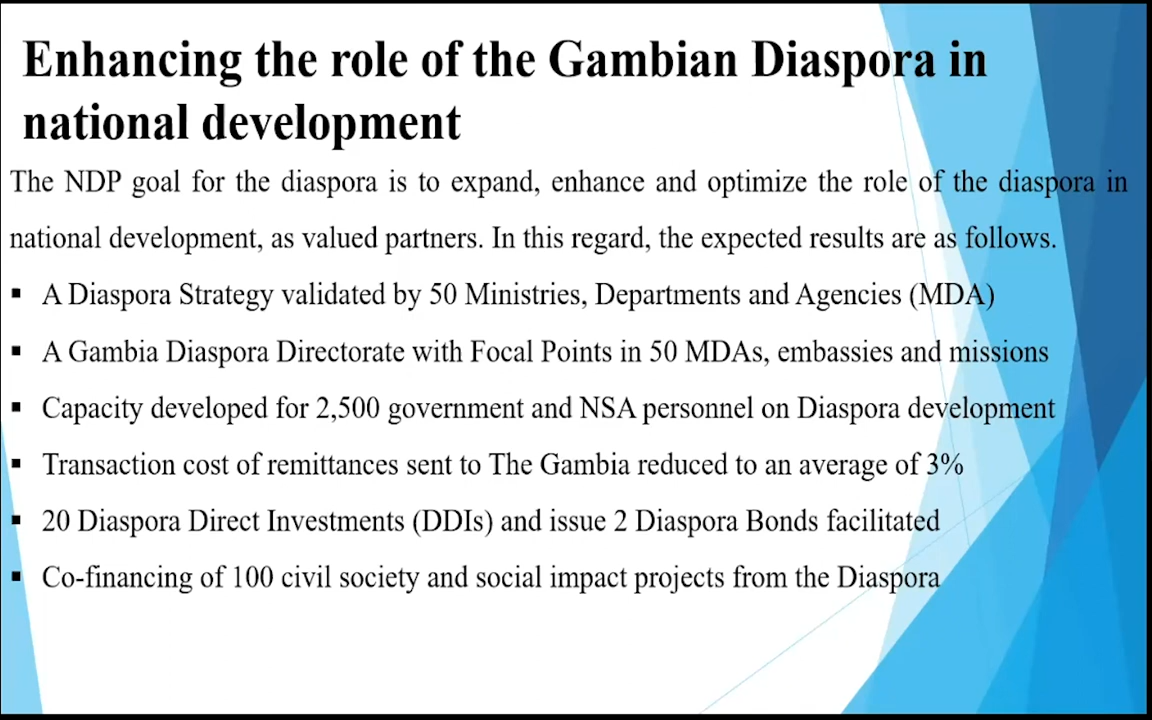 Enhancing the role of the Gambian Diaspora in
national development
The NDP goal for the diaspora is to expand, enhance and optimize the role of the diaspora in
national development, as valued partners. In this regard, the expected results are as follows.
▪ A Diaspora Strategy validated by 50 Ministries, Departments and Agencies (MDA)
▪ A Gambia Diaspora Directorate with Focal Points in 50 MDAs, embassies and missions
▪ Capacity developed for 2,500 government and NSA personnel on Diaspora development
▪ Transaction cost of remittances sent to The Gambia reduced to an average of 3%
▪ 20 Diaspora Direct Investments (DDIs) and issue 2 Diaspora Bonds facilitated
▪ Co-financing of 100 civil society and social impact projects from the Diaspora